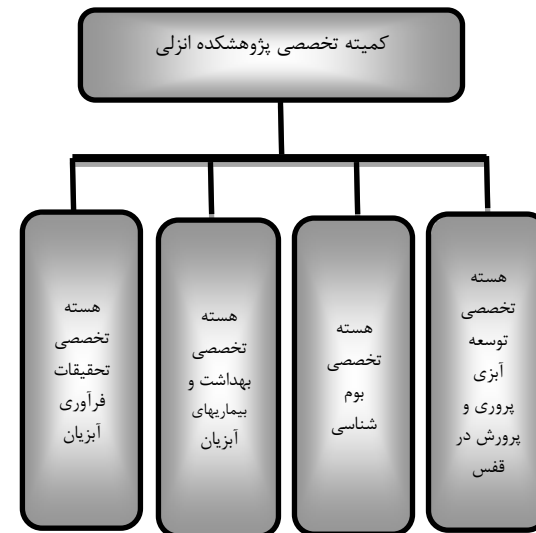 کمیته تخصصی پژوهشکده انزلی
هسته
تخصصی
توسعه
آبزی
پروری و
پرورش در
قفس
هسته
تخصصی
بوم
شناسی
هسته
تخصصی
بهداشت و
بیماریهای
آبزیان
هسته
تخصصی
تحقیقات
فرآوری
آبزیان